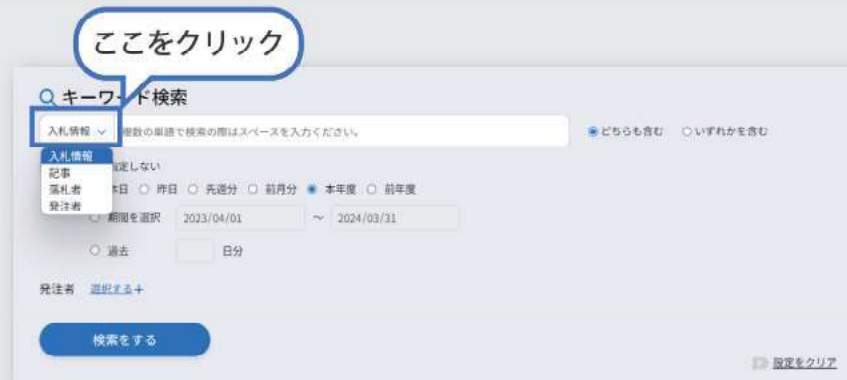 ここをクリック
キーワード検索
入札情報 複数の単語で検索の際はスペースを入力ください。 どちらも含む いずれかを含む
入札情報 指定しない
記事
落札者 本日 昨日 先週分 前月分 本年度 前年度
発注者
期間を選択 2023/04/01 ～ 2024/03/31
過去 日分
発注者 選択する＋
検索をする
設定をクリア